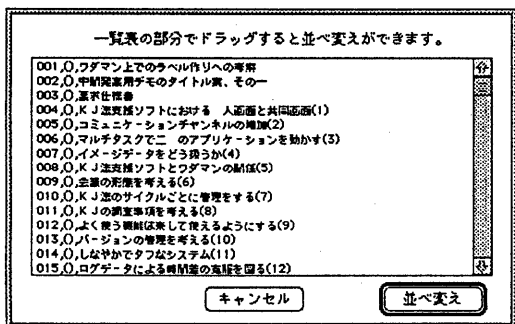 一覧表の部分でドラッグすると並べ変えができます。
001,0,ワダマン上でのラベル作りへの考察
002,0,中間発表用デモのタイトル案、その一
003,0,要求仕様書
004,0,KJ法支援ソフトにおける 人画面と共同画面(1)
005,0,コミュニケーションチャンネルの増加(2)
006,0,マルチタスクで二 のアプリケーションを動かす(3)
007,0,イメージデータをどう扱うか(4)
008,0,KJ法支援ソフトとワダマンの関係(5)
009,0,会議の形態を考える(6)
010,0,KJ法のサイクルごとに管理をする(7)
011,0,KJの調査事項を考える(8)
012,0,よく使う機能は楽して使えるようにする(9)
013,0,バージョンの管理を考える(10)
014,0,しなやかでタフなシステム(11)
015,0,ログデータによる時間差の克服を図る(12)
キャンセル
並べ変え